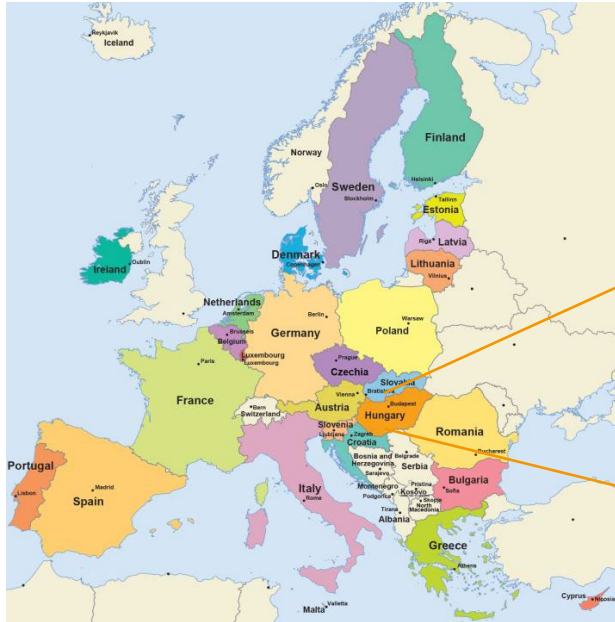 Reykjavik
Iceland
Finland
Norway
Helsinki
Oslo
Sweden
Stockholm
Tallinn
Estonia
Riga
Latvia
Denmark
Copenhagen
Lithuania
Vilnius
Dublin
Ireland
Netherlands
Amsterdam
Berlin
Warsaw
Germany
Poland
Brussels
Belgium
Luxembourg
Luxembourg
Prague
Czechia
Paris
Slovakia
Bratislava
Vienna
France
Austria
Budapest
Hungary
Bern
Switzerland
Slovenia
Ljubljana
Zagreb
Croatia
Romania
Bucharest
Bosnia and
Herzegovina
Sarajevo
Belgrade
Serbia
Portugal
Lisbon
Madrid
Spain
Italy
Rome
Montenegro
Podgorica
Pristina
Kosovo
Bulgaria
Sofia
Skopje
North
Macedonia
Tirana
Albania
Greece
Athens
Malta
Valletta
Cyprus
Nicosia